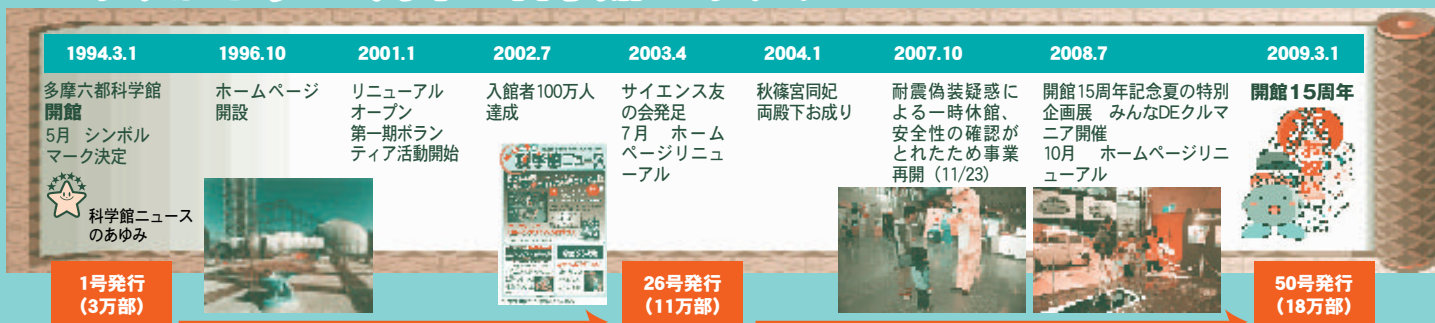 1994.3.1
多摩六都科学館
開館
5月 シンボル
マーク決定
科学館ニュース
のあゆみ
1996.10
ホームページ
開設
2001.1
リニューアル
オープン
第一期ボラン
ティア活動開始
2002.7
入館者100万人
達成
科学館ニュース
2003.4
サイエンス友
の会発足
7月 ホーム
ページリニュ
ーアル
2004.1
秋篠宮同妃
両殿下お成り
2007.10
耐震偽装疑惑に
よる一時休館、
安全性の確認が
とれたため事業
再開（11/23）
2008.7
開館15周年記念夏の特別
企画展 みんなDEクルマ
ニア開催
10月 ホームページリニ
ューアル
2009.3.1
開館15周年
1号発行
（3万部）
26号発行
（11万部）
50号発行
（18万部）